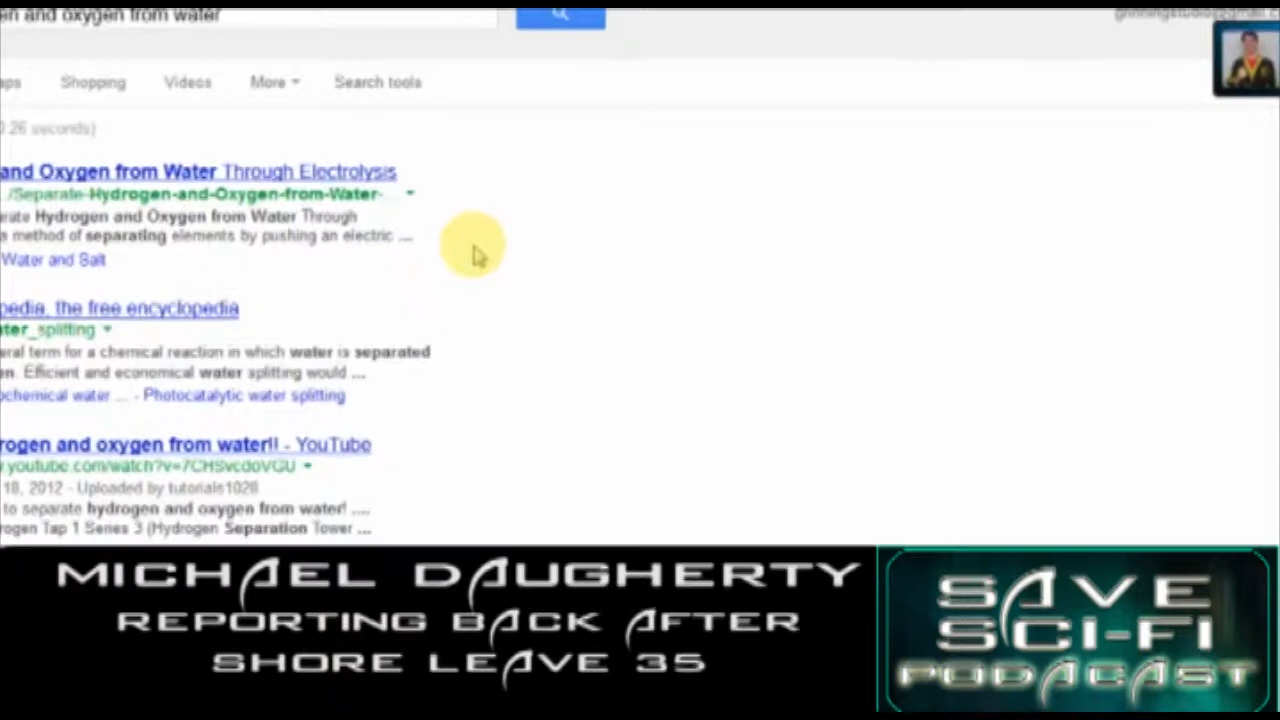 en and oxygen from water
aps Shopping Videos More Search tools
0.26 seconds)
and Oxygen from Water Through Electrolysis
.../Separate-Hydrogen-and-Oxygen-from-Water-...
arate Hydrogen and Oxygen from Water Through
a method of separating elements by pushing an electric ...
Water and Salt
pedia, the free encyclopedia
ter_splitting
eral term for a chemical reaction in which water is separated
en. Efficient and economical water splitting would ...
ochemical water ... - Photocatalytic water splitting
rogen and oxygen from water!! - YouTube
w.youtube.com/watch?v=7CHSvcdoVGU
18, 2012 - Uploaded by tutorials1028
to separate hydrogen and oxygen from water! ....
rogen Tap 1 Series 3 (Hydrogen Separation Tower ...
MICHAEL DAUGHERTY
REPORTING BACK AFTER
SHORE LEAVE 35
SAVE
SCI-FI
PODACAST